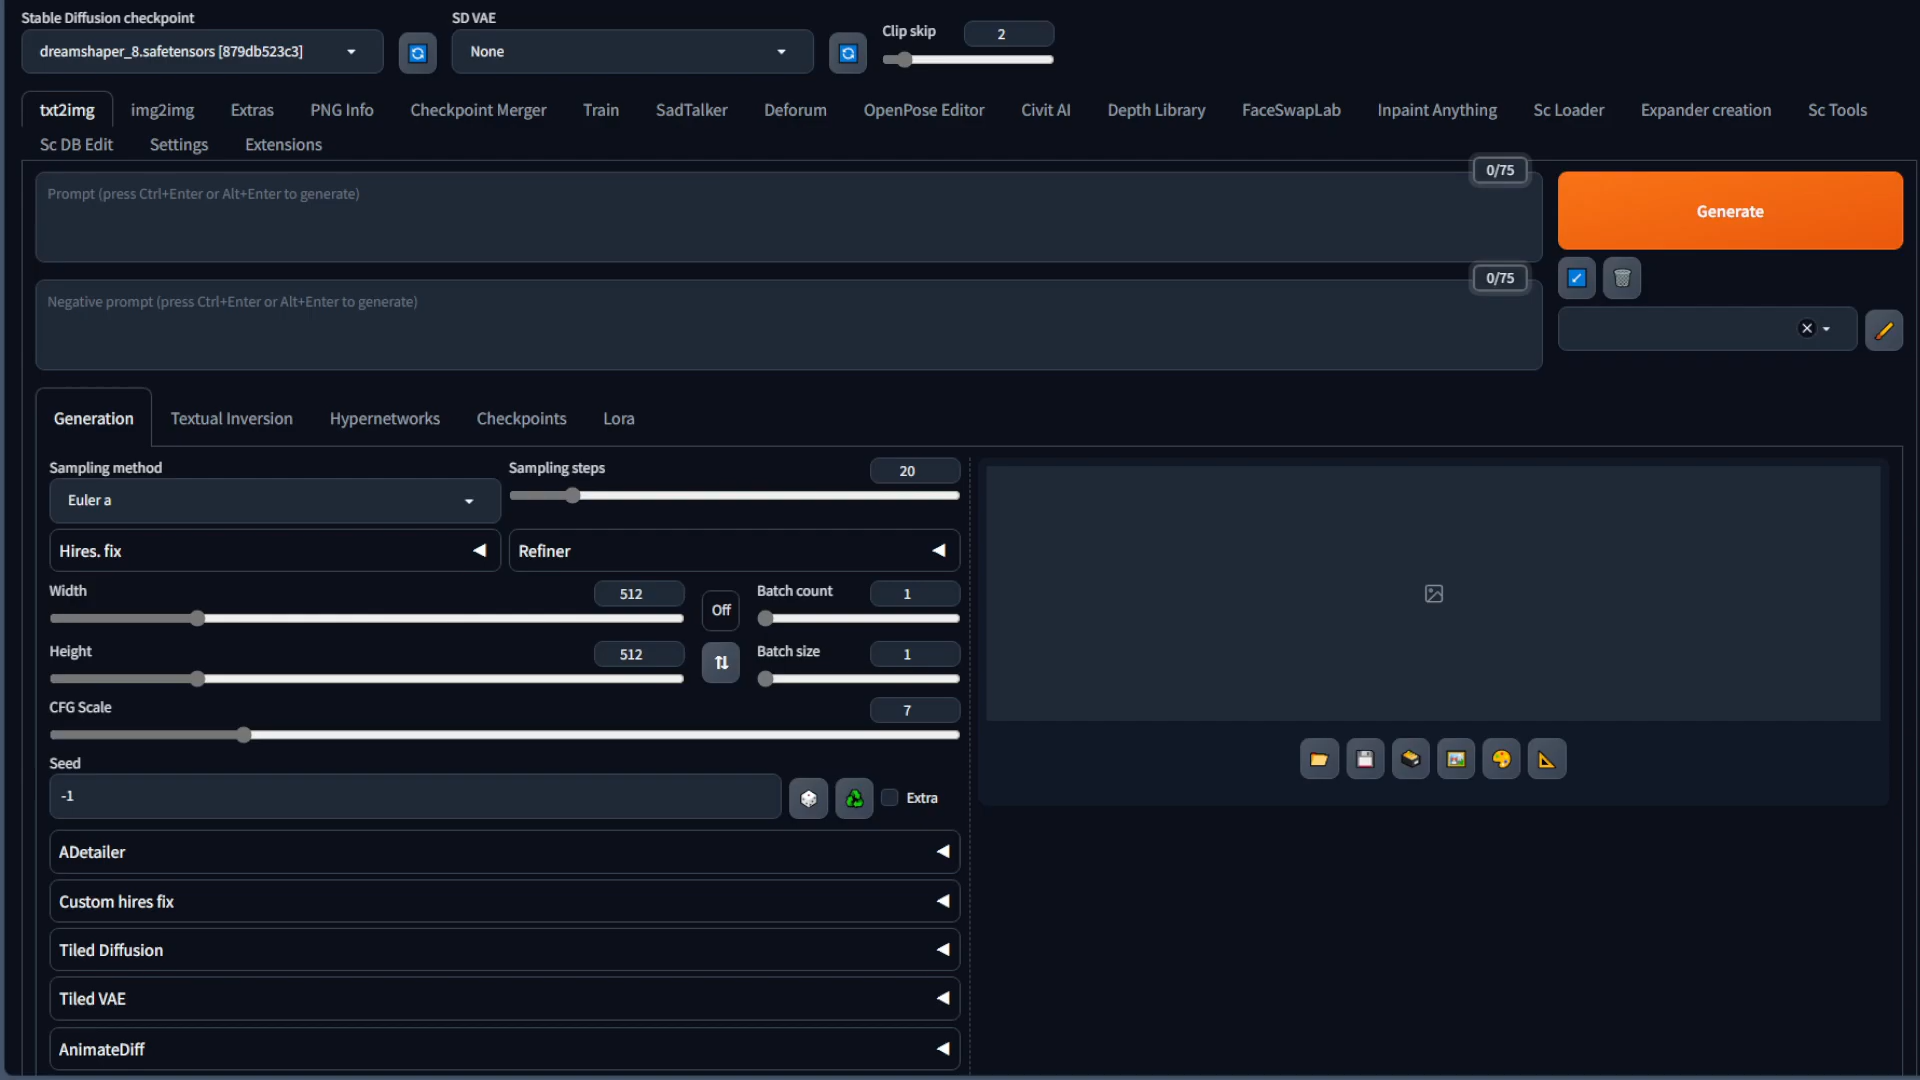 Stable Diffusion checkpoint
SD VAE
Clip skip
2
dreamshaper_8.safetensors [879db523c3]
None
txt2img img2img Extras PNG Info Checkpoint Merger Train SadTalker Deforum OpenPose Editor Civit AI Depth Library FaceSwapLab Inpaint Anything Sc Loader Expander creation Sc Tools
Sc DB Edit Settings Extensions
0/75
Prompt (press Ctrl+Enter or Alt+Enter to generate)
Generate
0/75
Negative prompt (press Ctrl+Enter or Alt+Enter to generate)
Generation Textual Inversion Hypernetworks Checkpoints Lora
Sampling method
Sampling steps
20
Euler a
Hires. fix
Refiner
Width
512
Off
Batch count
1
Height
512
Batch size
1
CFG Scale
7
Seed
-1
Extra
ADetailer
Custom hires fix
Tiled Diffusion
Tiled VAE
AnimateDiff